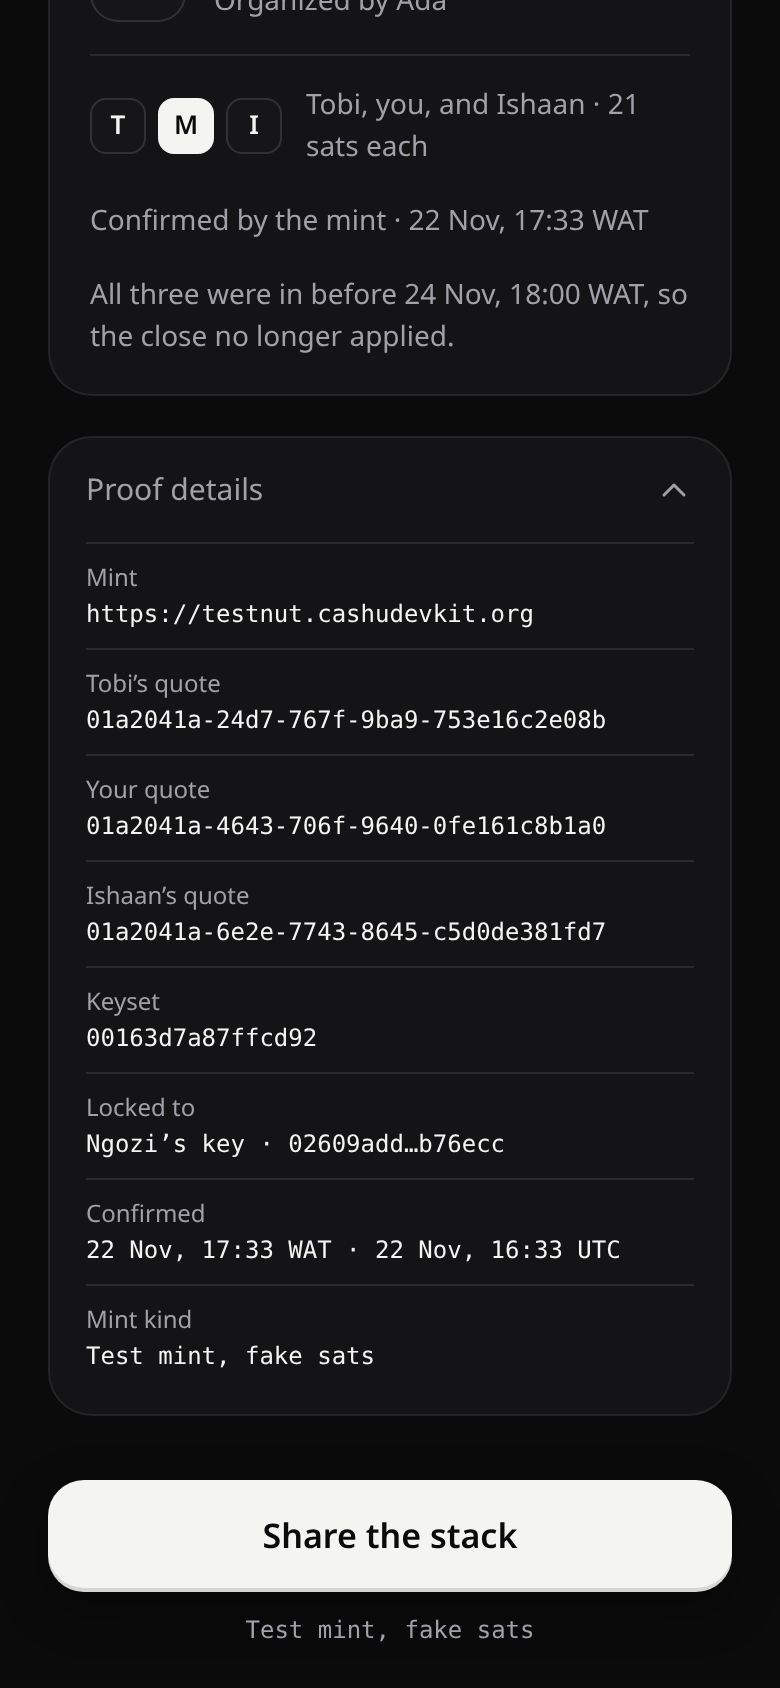 Organized by Ada
T M I
Tobi, you, and Ishaan · 21
sats each
Confirmed by the mint · 22 Nov, 17:33 WAT
All three were in before 24 Nov, 18:00 WAT, so
the close no longer applied.
Proof details
Mint
https://testnut.cashudevkit.org
Tobi’s quote
01a2041a-24d7-767f-9ba9-753e16c2e08b
Your quote
01a2041a-4643-706f-9640-0fe161c8b1a0
Ishaan’s quote
01a2041a-6e2e-7743-8645-c5d0de381fd7
Keyset
00163d7a87ffcd92
Locked to
Ngozi’s key · 02609add…b76ecc
Confirmed
22 Nov, 17:33 WAT · 22 Nov, 16:33 UTC
Mint kind
Test mint, fake sats
Share the stack
Test mint, fake sats